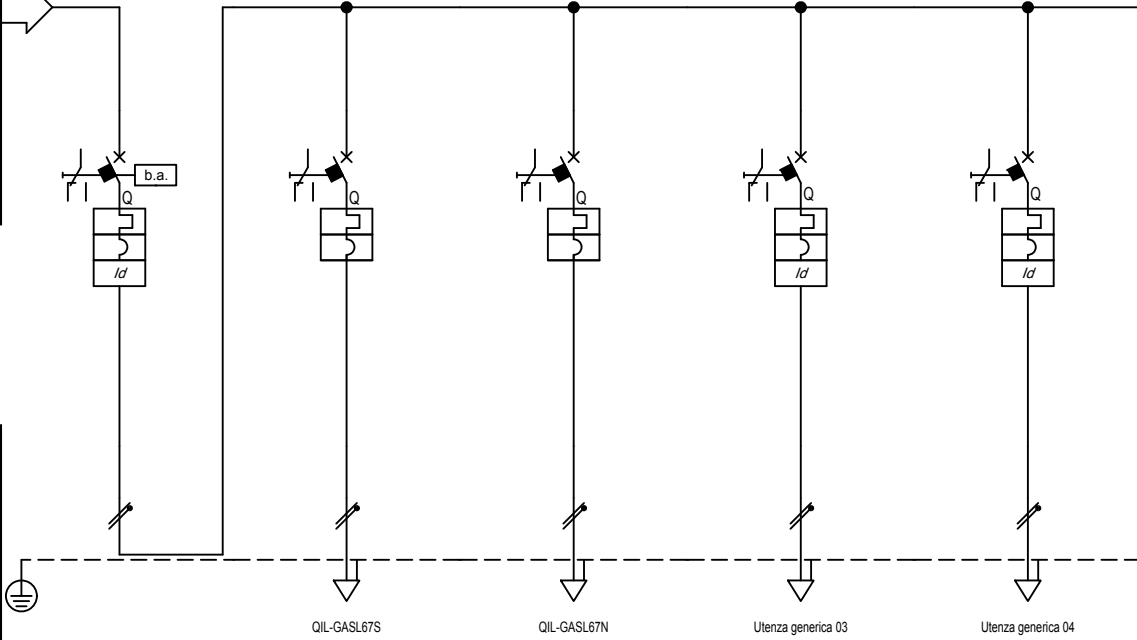 b.a.
Q
Q
Q
Q
Q
Id
Id
Id
QIL-GASL67S
QIL-GASL67N
Utenza generica 03
Utenza generica 04